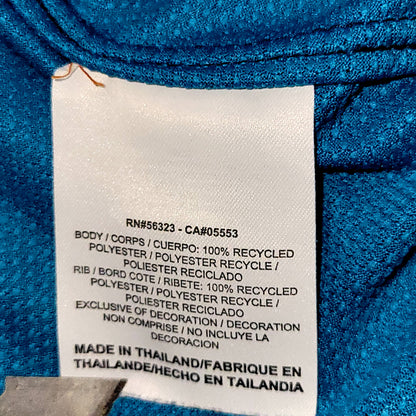 RN#56323 - CA#05553
BODY / CORPS / CUERPO: 100% RECYCLED
POLYESTER / POLYESTER RECYCLE /
POLIESTER RECICLADO
RIB / BORD COTE / RIBETE: 100% RECYCLED
POLYESTER / POLYESTER RECYCLE /
POLIESTER RECICLADO
EXCLUSIVE OF DECORATION / DECORATION
NON COMPRISE / NO INCLUYE LA
DECORACION
MADE IN THAILAND/FABRIQUE EN
THAILANDE/HECHO EN TAILANDIA